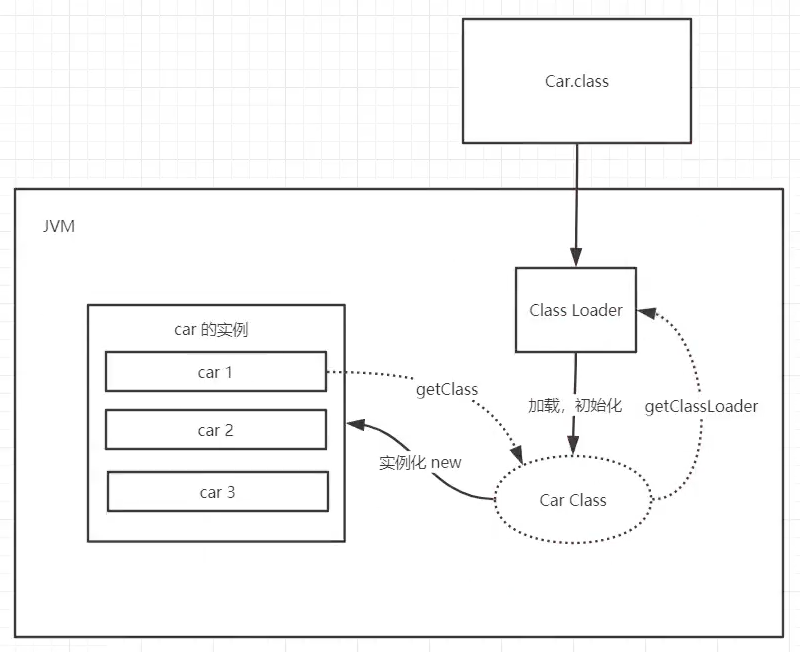 Car.class
JVM
Class Loader
car 的实例
car 1
getClass
加载，初始化
getClassLoader
car 2
实例化 new
car 3
Car Class